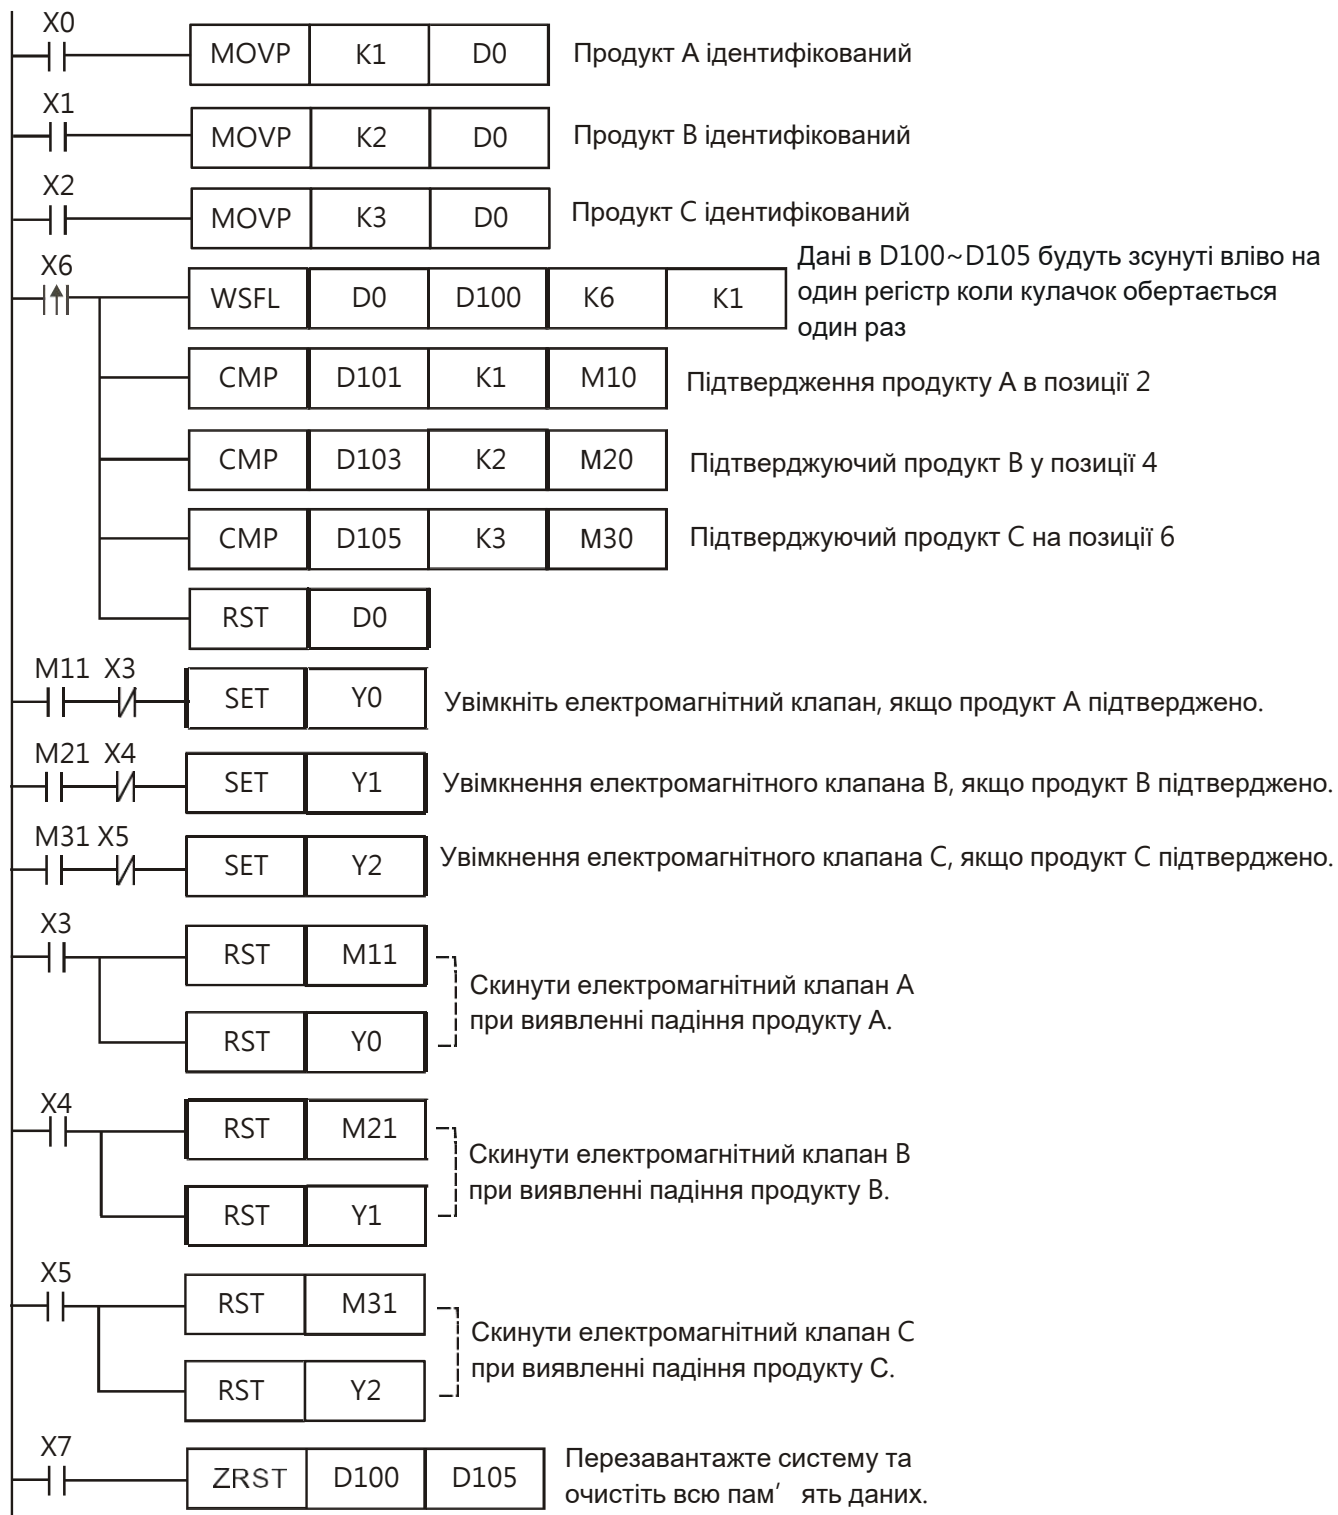 X0
MOVP K1 D0 Продукт А ідентифікований
X1
MOVP K2 D0 Продукт B ідентифікований
X2
MOVP K3 D0 Продукт C ідентифікований
X6
WSFL D0 D100 K6 K1
Дані в D100~D105 будуть зсунуті вліво на
один регістр коли кулачок обертається
один раз
CMP D101 K1 M10 Підтвердження продукту А в позиції 2
CMP D103 K2 M20 Підтверджуючий продукт B у позиції 4
CMP D105 K3 M30 Підтверджуючий продукт C на позиції 6
RST D0
M11 X3
SET Y0 Увімкніть електромагнітний клапан, якщо продукт А підтверджено.
M21 X4
SET Y1 Увімкнення електромагнітного клапана B, якщо продукт B підтверджено.
M31 X5
SET Y2 Увімкнення електромагнітного клапана C, якщо продукт C підтверджено.
X3
RST M11
Скинути електромагнітний клапан А
при виявленні падіння продукту А.
RST Y0
X4
RST M21
Скинути електромагнітний клапан B
при виявленні падіння продукту B.
RST Y1
X5
RST M31
Скинути електромагнітний клапан C
при виявленні падіння продукту С.
RST Y2
X7
ZRST D100 D105
Перезавантажте систему та
очистіть всю пам′ ять даних.